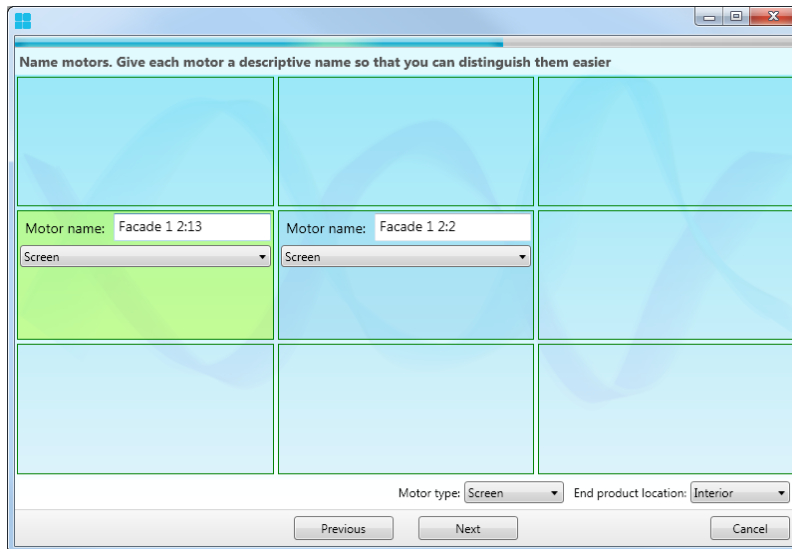 Name motors. Give each motor a descriptive name so that you can distinguish them easier
Motor name: Facade 1 2:13
Screen
Motor name: Facade 1 2:2
Screen
Motor type: Screen End product location: Interior
Previous Next Cancel